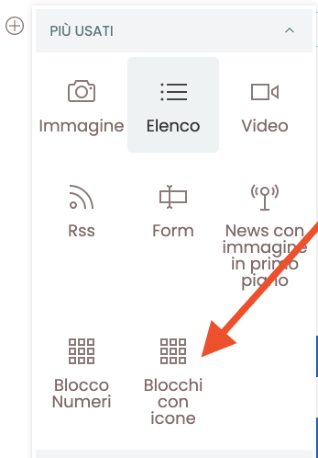 PIÙ USATI
Immagine Elenco Video
Rss Form News con
immagine
in primo
piano
Blocco Blocchi
Numeri con
icone